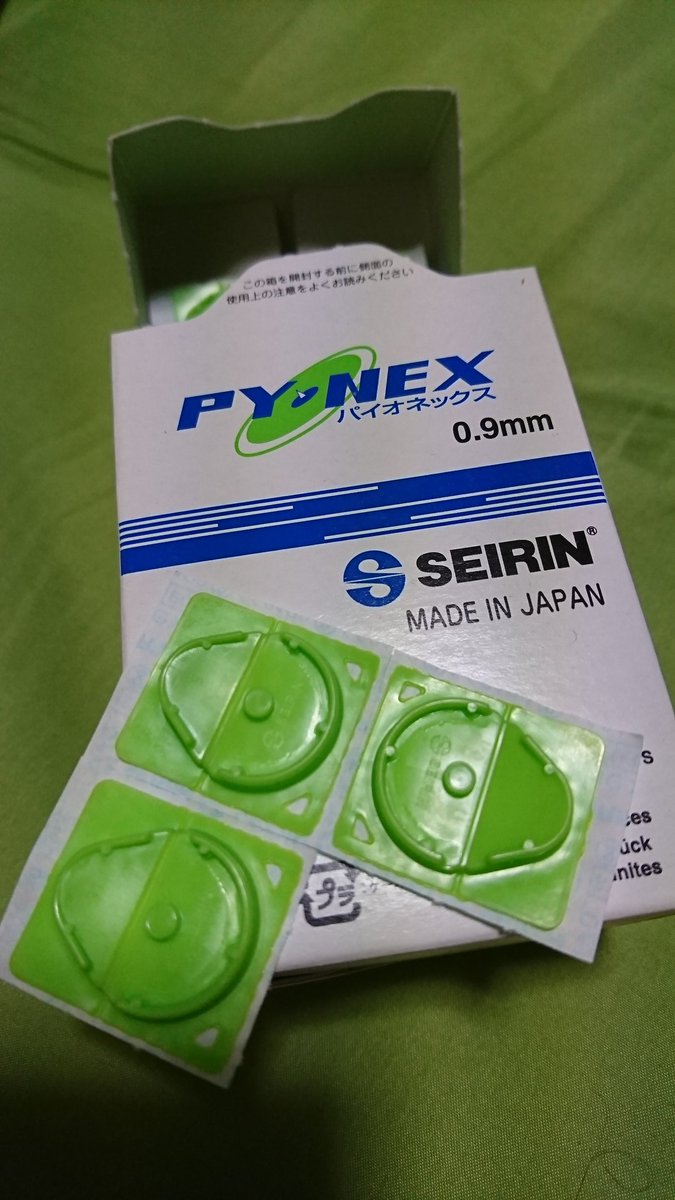 この箱を開封する前に側面の
使用上の注意をよくお読みください
PYONEX
パイオネックス
0.9mm
SEIRIN®
MADE IN JAPAN
プラ